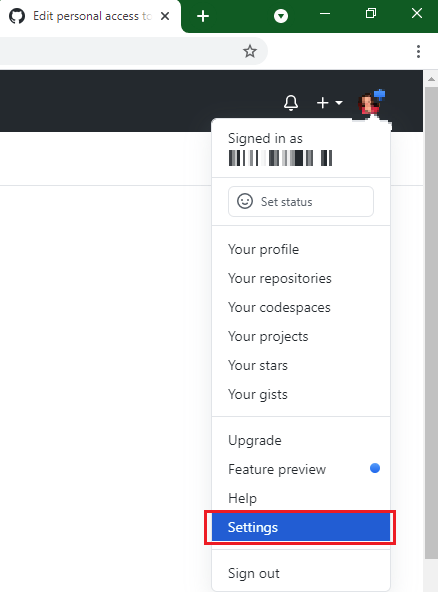 Edit personal access to
Signed in as
Set status
Your profile
Your repositories
Your codespaces
Your projects
Your stars
Your gists
Upgrade
Feature preview
Help
Settings
Sign out